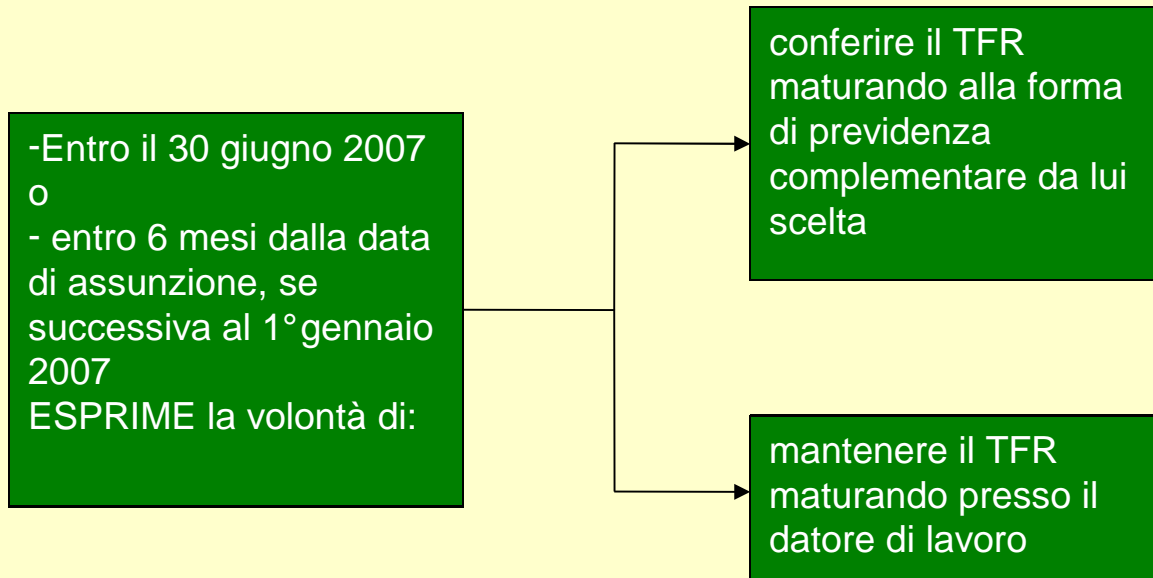 -Entro il 30 giugno 2007
o
- entro 6 mesi dalla data
di assunzione, se
successiva al 1° gennaio
2007
ESPRIME la volontà di:
conferire il TFR
maturando alla forma
di previdenza
complementare da lui
scelta
mantenere il TFR
maturando presso il
datore di lavoro